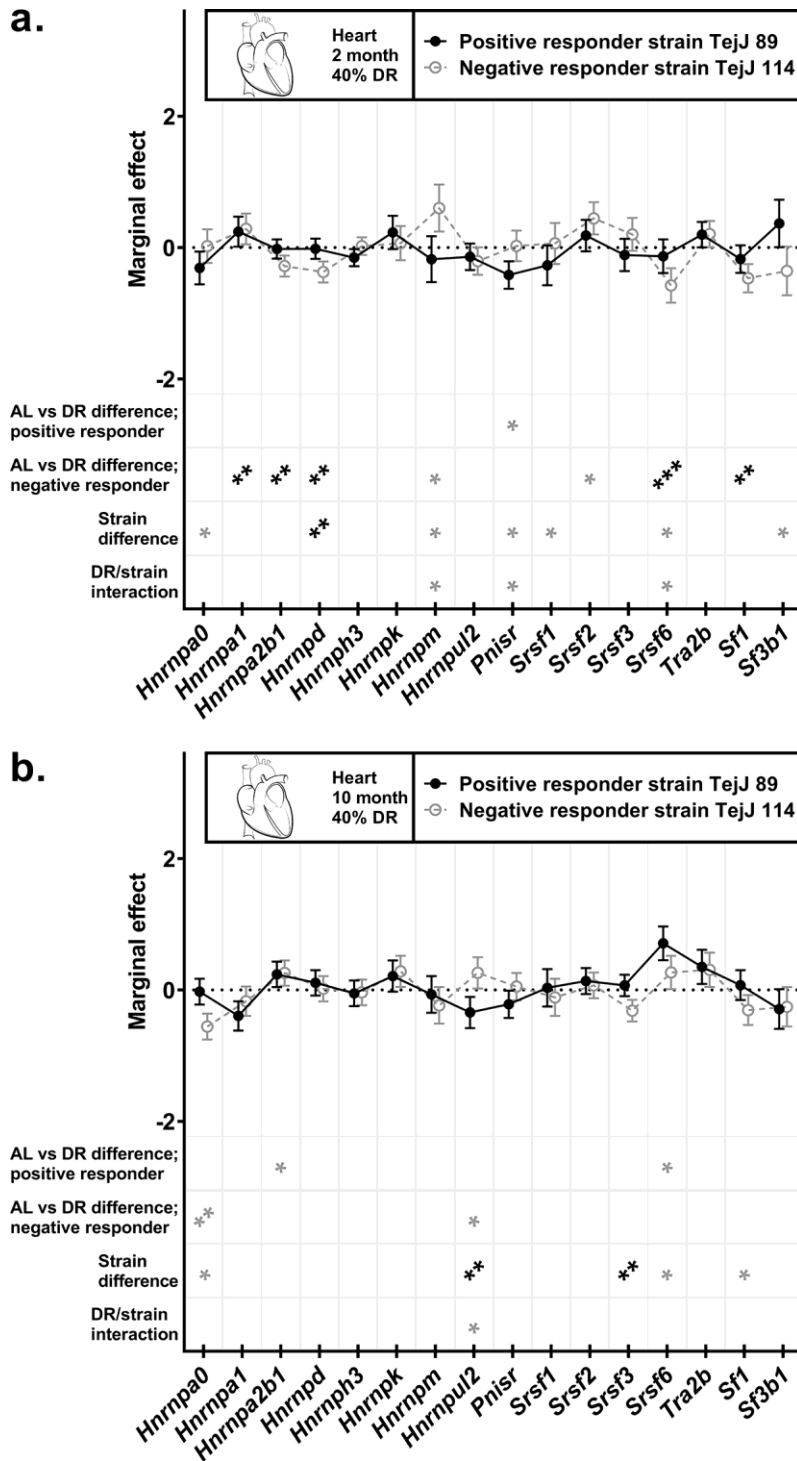 a.
Heart
2 month
40% DR
Positive responder strain TejJ 89
Negative responder strain TejJ 114
Marginal effect
2
0
-2
AL vs DR difference;
positive responder
*
AL vs DR difference;
negative responder
** ** ** * * *** **
Strain
difference
* ** * * * * *
DR/strain
interaction
* * *
Hnrnpa0
Hnrnpa1
Hnrnpa2b1
Hnrnpd
Hnrnph3
Hnrnpk
Hnrnpm
Hnrnpul2
Pnisr
Srsf1
Srsf2
Srsf3
Srsf6
Tra2b
Sf1
Sf3b1
b.
Heart
10 month
40% DR
Positive responder strain TejJ 89
Negative responder strain TejJ 114
Marginal effect
2
0
-2
AL vs DR difference;
positive responder
* *
AL vs DR difference;
negative responder
** *
Strain
difference
* ** ** * *
DR/strain
interaction
*
Hnrnpa0
Hnrnpa1
Hnrnpa2b1
Hnrnpd
Hnrnph3
Hnrnpk
Hnrnpm
Hnrnpul2
Pnisr
Srsf1
Srsf2
Srsf3
Srsf6
Tra2b
Sf1
Sf3b1